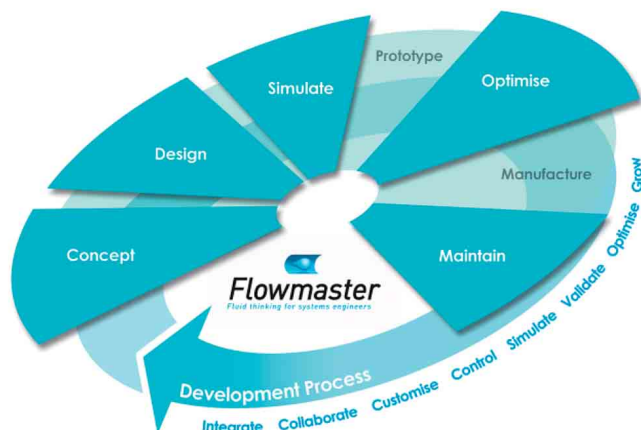 Prototype
Simulate
Optimise
Design
Manufacture
Concept
Maintain
Flowmaster
Fluid thinking for systems engineers
Development Process
Integrate Collaborate Customise Control Simulate Validate Optimise Grow